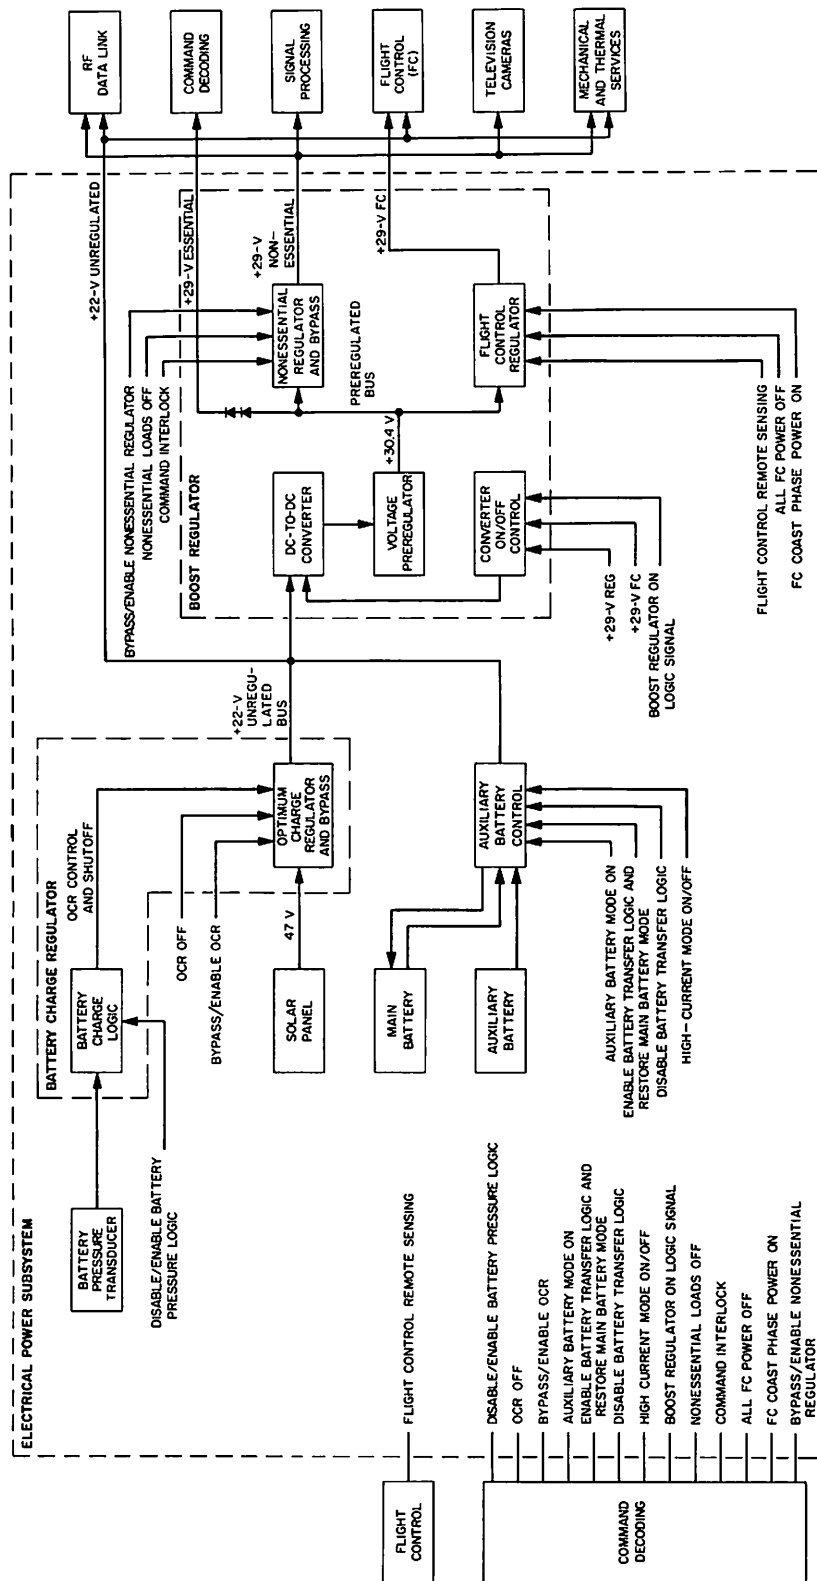 ELECTRICAL POWER SUBSYSTEM
FLIGHT
CONTROL
FLIGHT CONTROL REMOTE SENSING
COMMAND
DECODING
DISABLE/ENABLE BATTERY PRESSURE LOGIC
OCR OFF
BYPASS/ENABLE OCR
AUXILIARY BATTERY MODE ON
ENABLE BATTERY TRANSFER LOGIC AND
RESTORE MAIN BATTERY MODE
DISABLE BATTERY TRANSFER LOGIC
HIGH CURRENT MODE ON/OFF
BOOST REGULATOR ON LOGIC SIGNAL
NONESSENTIAL LOADS OFF
COMMAND INTERLOCK
ALL FC POWER OFF
FC COAST PHASE POWER ON
BYPASS/ENABLE NONESSENTIAL
REGULATOR
BATTERY
PRESSURE
TRANSDUCER
DISABLE/ENABLE BATTERY
PRESSURE LOGIC
BATTERY CHARGE REGULATOR
BATTERY
CHARGE
LOGIC
OCR CONTROL
AND SHUTOFF
OCR OFF
BYPASS/ENABLE OCR
SOLAR
PANEL
47 V
OPTIMUM
CHARGE
REGULATOR
AND BYPASS
MAIN
BATTERY
AUXILIARY
BATTERY
AUXILIARY
BATTERY
CONTROL
AUXILIARY BATTERY MODE ON
ENABLE BATTERY TRANSFER LOGIC AND
RESTORE MAIN BATTERY MODE
DISABLE BATTERY TRANSFER LOGIC
HIGH-CURRENT MODE ON/OFF
+22-V
UNREGU-
LATED
BUS
BYPASS/ENABLE NONESSENTIAL REGULATOR
NONESSENTIAL LOADS OFF
COMMAND INTERLOCK
BOOST REGULATOR
DC-TO-DC
CONVERTER
VOLTAGE
PREREGULATOR
CONVERTER
ON/OFF
CONTROL
+29-V REG
+29-V FC
BOOST REGULATOR ON
LOGIC SIGNAL
+30.4 V
PREREGULATED
BUS
NONESSENTIAL
REGULATOR
AND BYPASS
FLIGHT
CONTROL
REGULATOR
FLIGHT CONTROL REMOTE SENSING
ALL FC POWER OFF
FC COAST PHASE POWER ON
+22-V UNREGULATED
+29-V ESSENTIAL
+29-V
NON-
ESSENTIAL
+29-V FC
RF
DATA LINK
COMMAND
DECODING
SIGNAL
PROCESSING
FLIGHT
CONTROL
(FC)
TELEVISION
CAMERAS
MECHANICAL
AND THERMAL
SERVICES